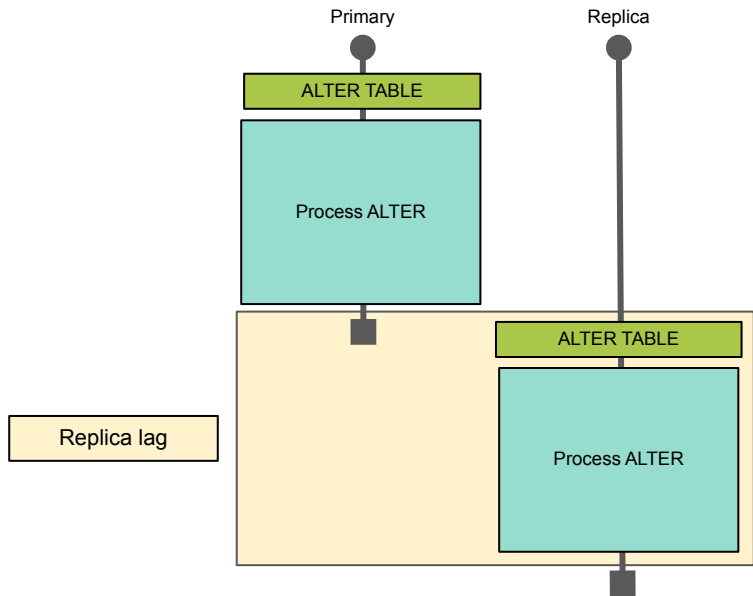 Primary
Replica
ALTER TABLE
Process ALTER
ALTER TABLE
Replica lag
Process ALTER